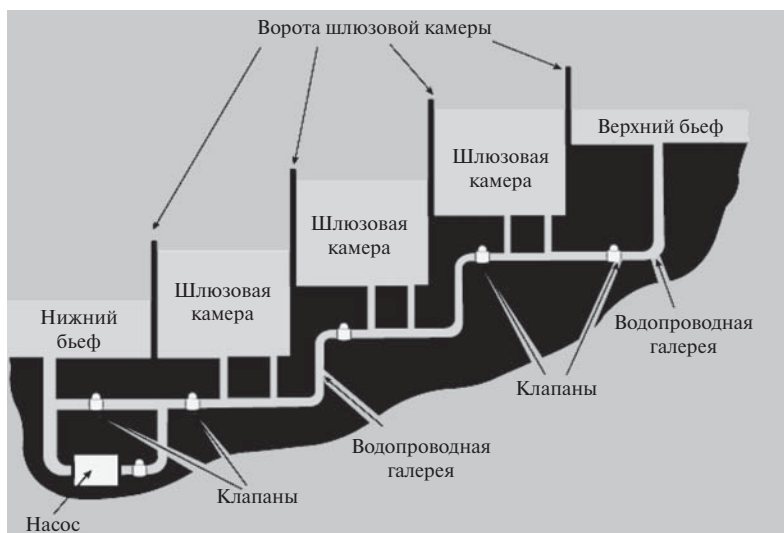 Ворота шлюзовой камеры
Верхний бьеф
Шлюзовая
камера
Шлюзовая
камера
Шлюзовая
камера
Нижний
бьеф
Водопроводная
галерея
Клапаны
Водопроводная
галерея
Клапаны
Насос